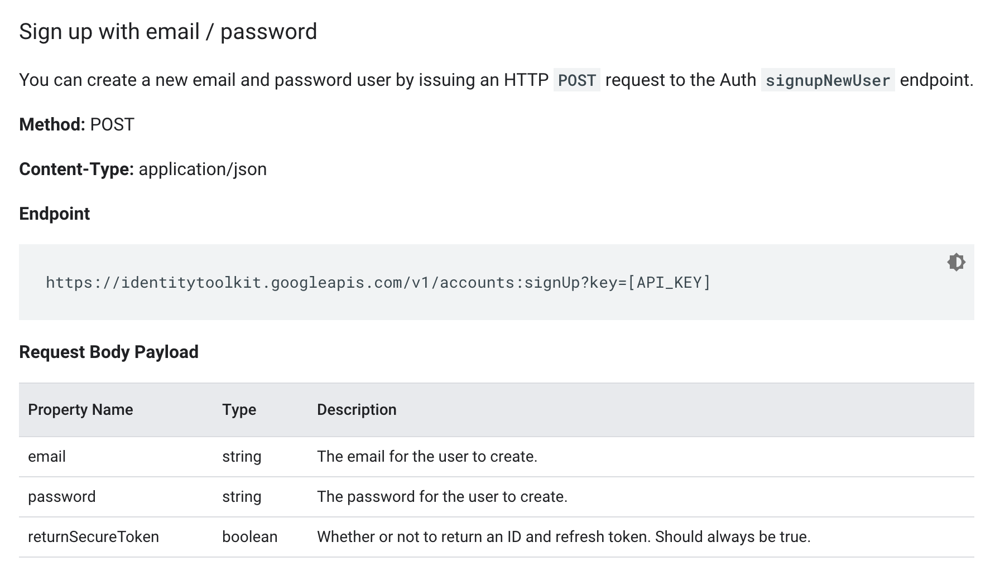 Sign up with email / password
You can create a new email and password user by issuing an HTTP POST request to the Auth signupNewUser endpoint.
Method: POST
Content-Type: application/json
Endpoint
https://identitytoolkit.googleapis.com/v1/accounts:signUp?key=[API_KEY]
Request Body Payload
Property Name Type Description
email string The email for the user to create.
password string The password for the user to create.
returnSecureToken boolean Whether or not to return an ID and refresh token. Should always be true.